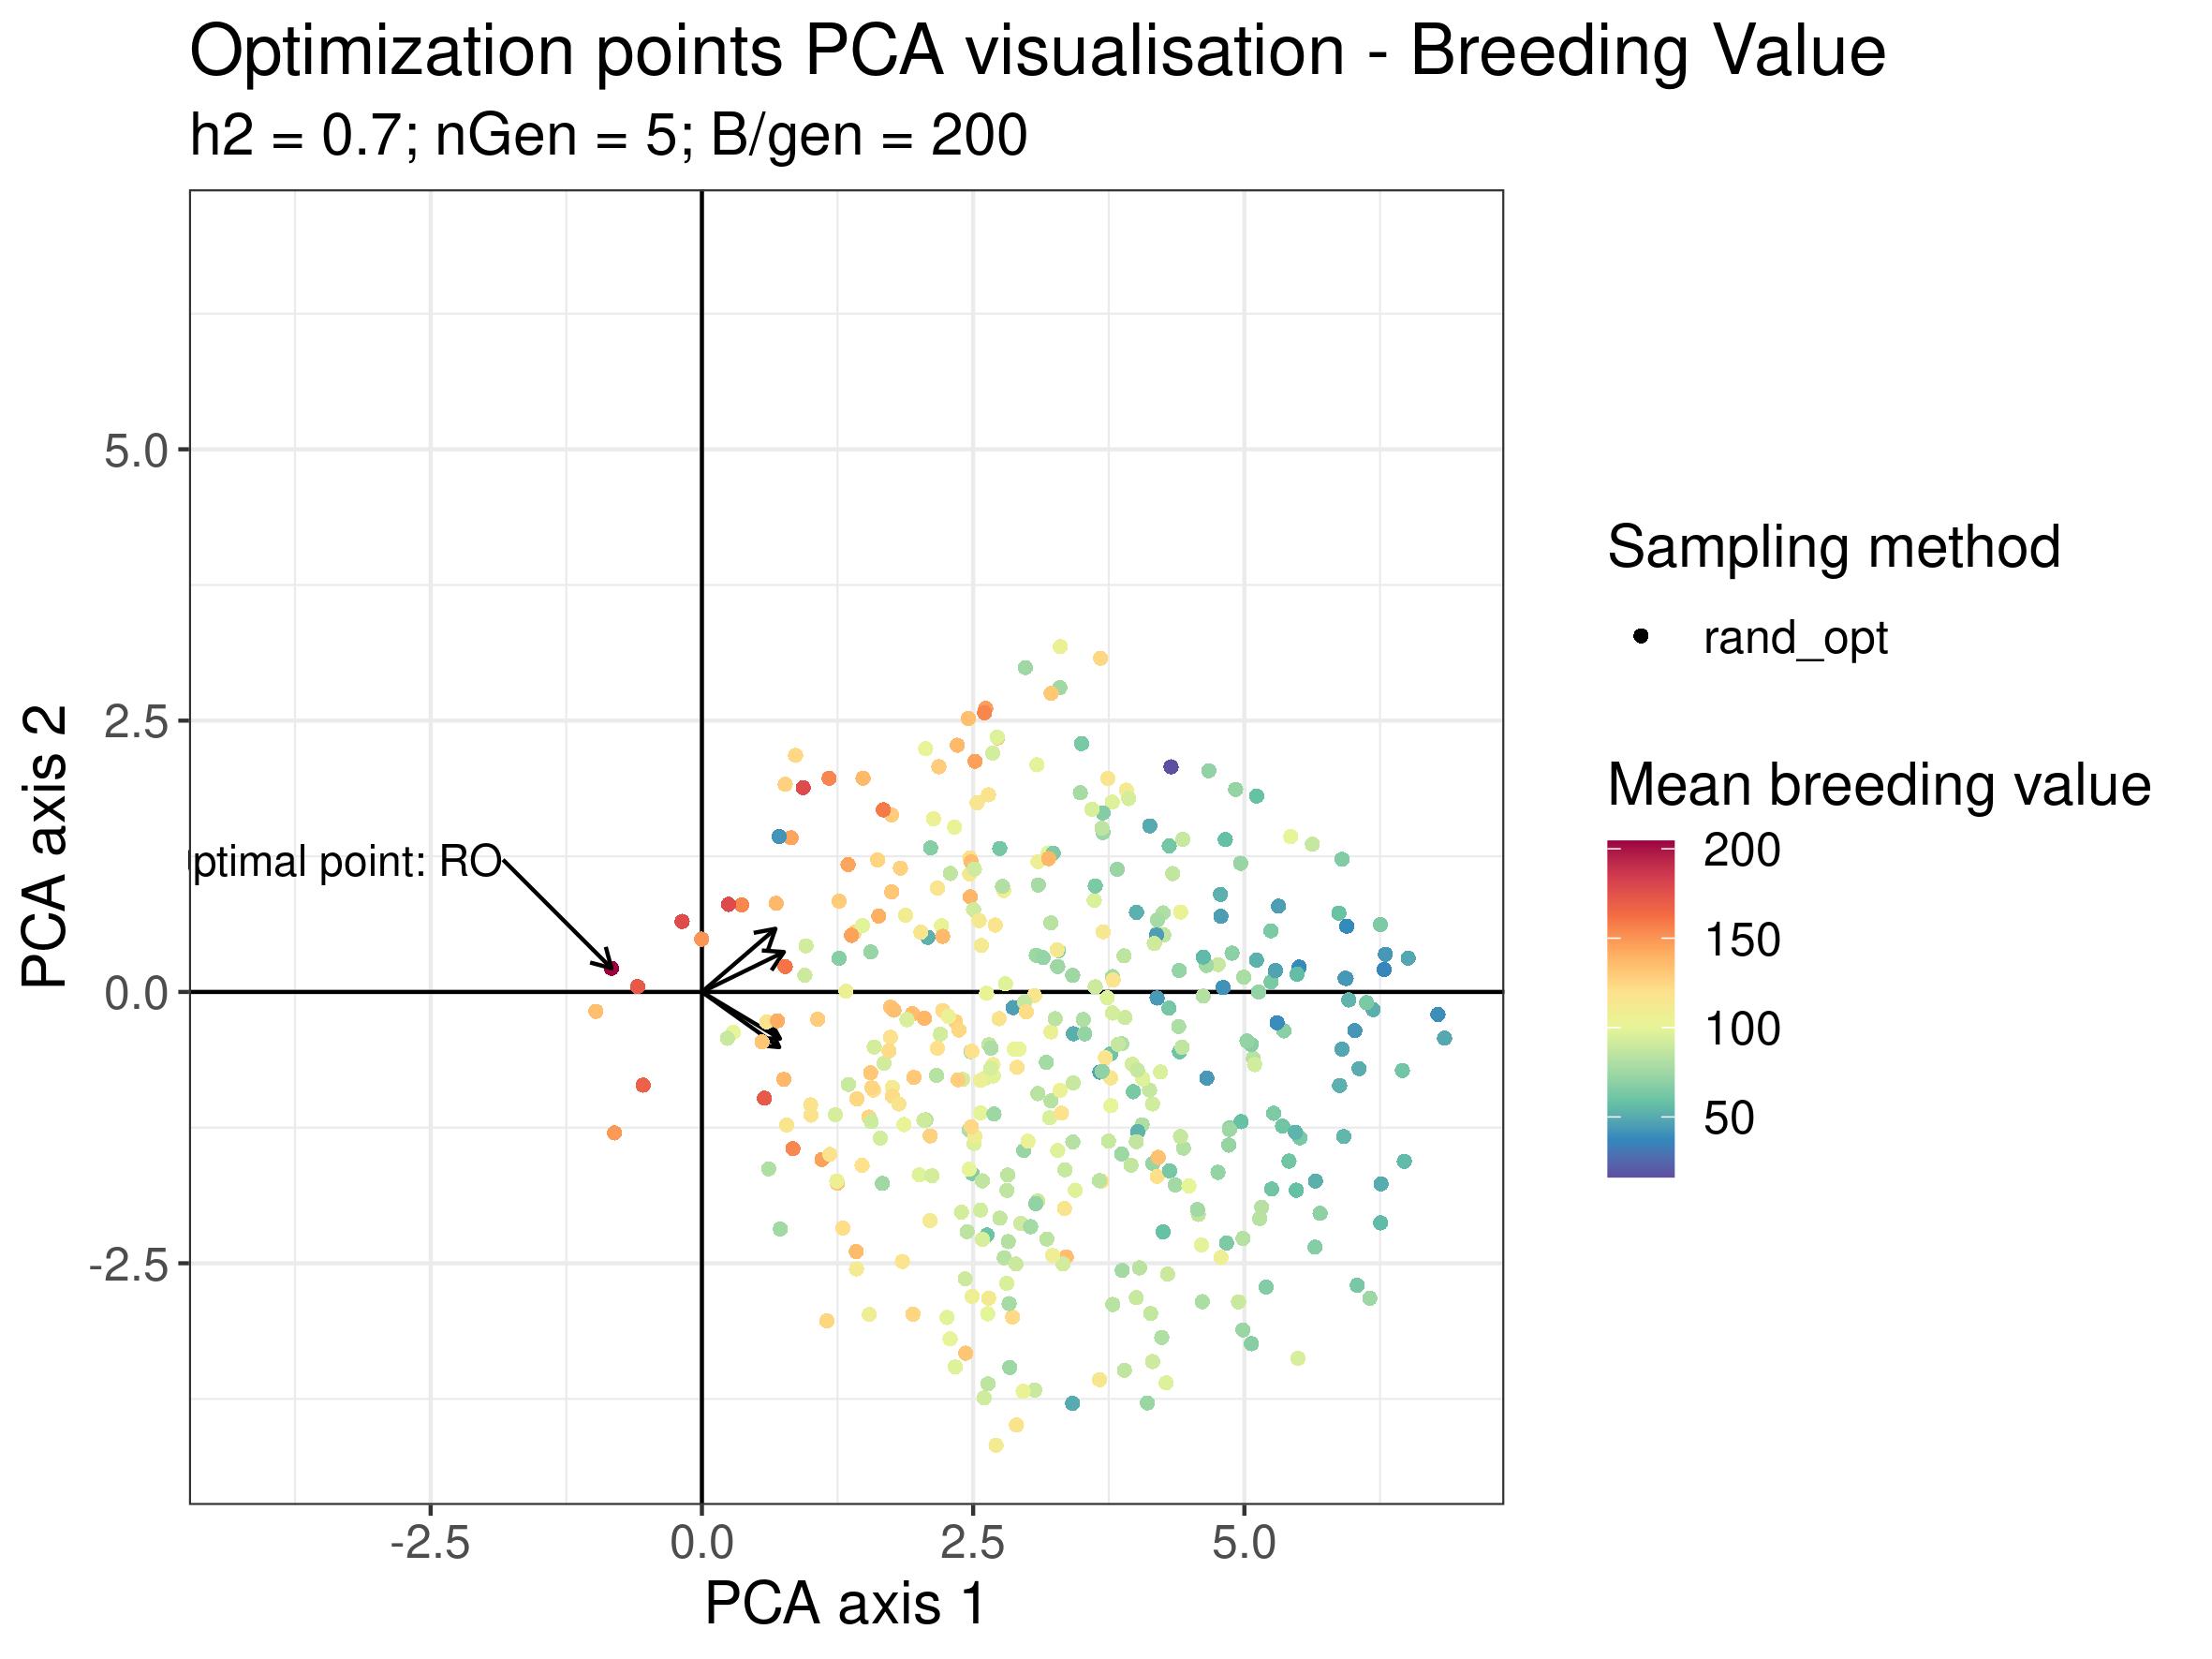 Optimization points PCA visualisation - Breeding Value
h2 = 0.7; nGen = 5; B/gen = 200
PCA axis 2
5.0
2.5
0.0
-2.5
ptimal point: RO
-2.5
0.0
2.5
5.0
PCA axis 1
Sampling method
rand_opt
Mean breeding value
200
150
100
50